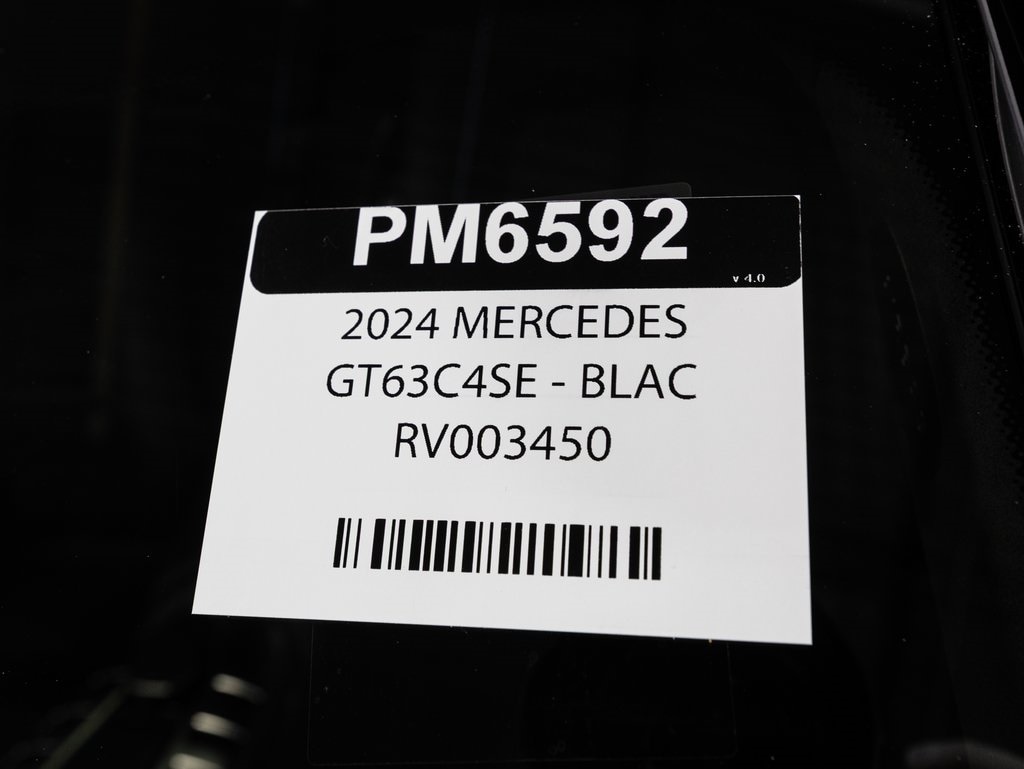 PM6592
v 4.0
2024 MERCEDES
GT63C4SE - BLAC
RV003450